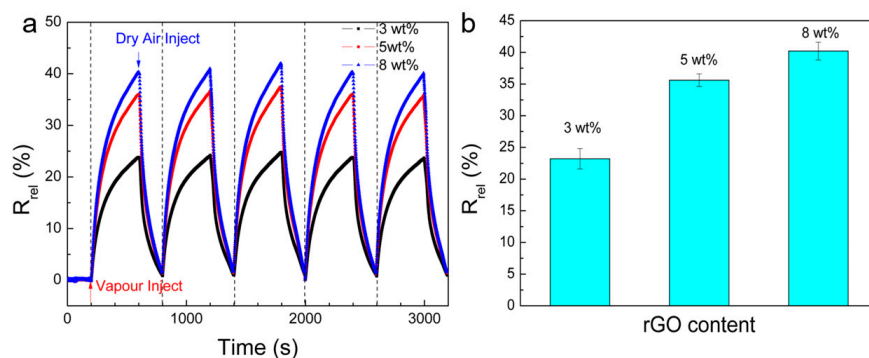 a
50
40
30
20
10
0
R_rel (%)
0
1000
2000
3000
Time (s)
Dry Air Inject
Vapour Inject
3 wt%
5wt%
8 wt%
b
45
40
35
30
25
20
15
10
5
0
R_rel (%)
3 wt%
5 wt%
8 wt%
rGO content